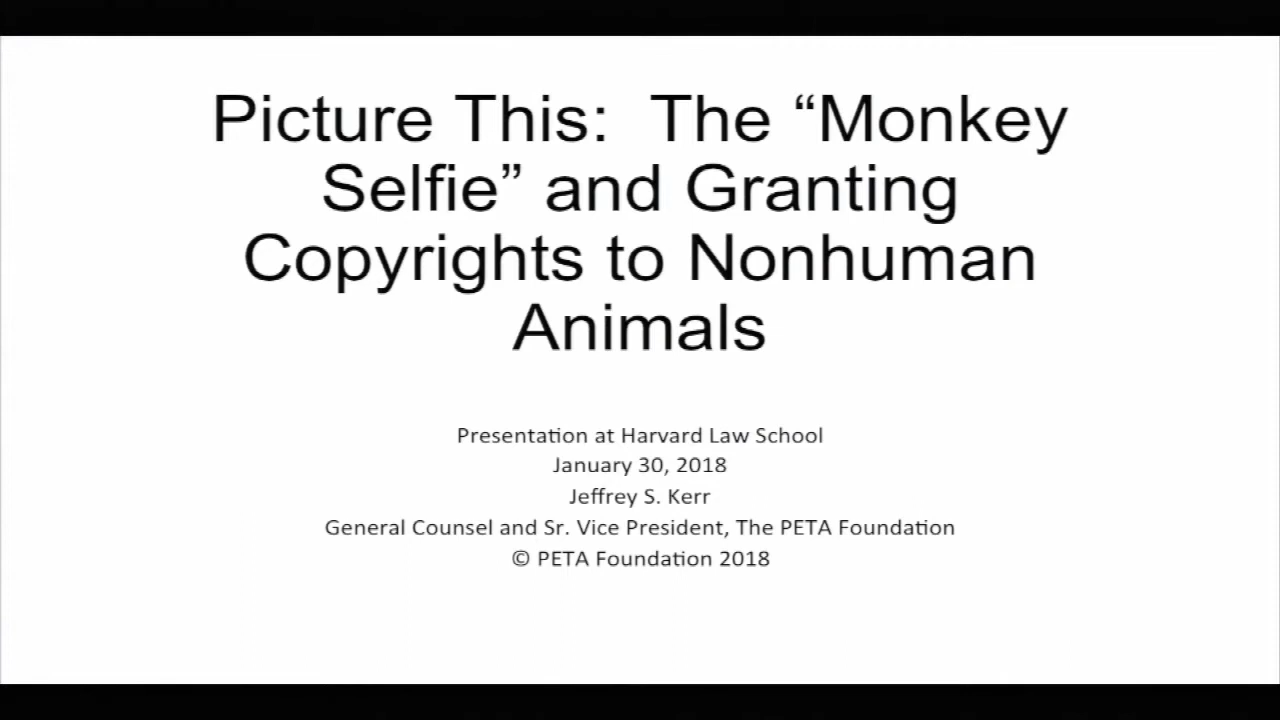 Picture This:  The “Monkey
Selfie” and Granting
Copyrights to Nonhuman
Animals
Presentation at Harvard Law School
January 30, 2018
Jeffrey S. Kerr
General Counsel and Sr. Vice President, The PETA Foundation
© PETA Foundation 2018